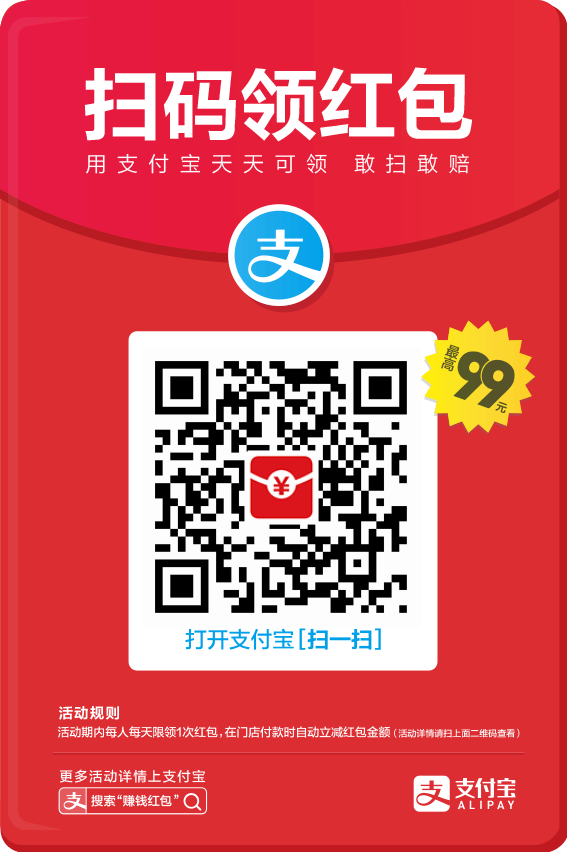 扫码领红包
用支付宝天天可领 敢扫敢赔
支
最高99元
¥
打开支付宝[扫一扫]
活动规则
活动期内每人每天限领1次红包,在门店付款时自动立减红包金额(活动详情请扫上面二维码查看)
更多活动详情上支付宝
支 搜索“赚钱红包”
支 支付宝
ALIPAY